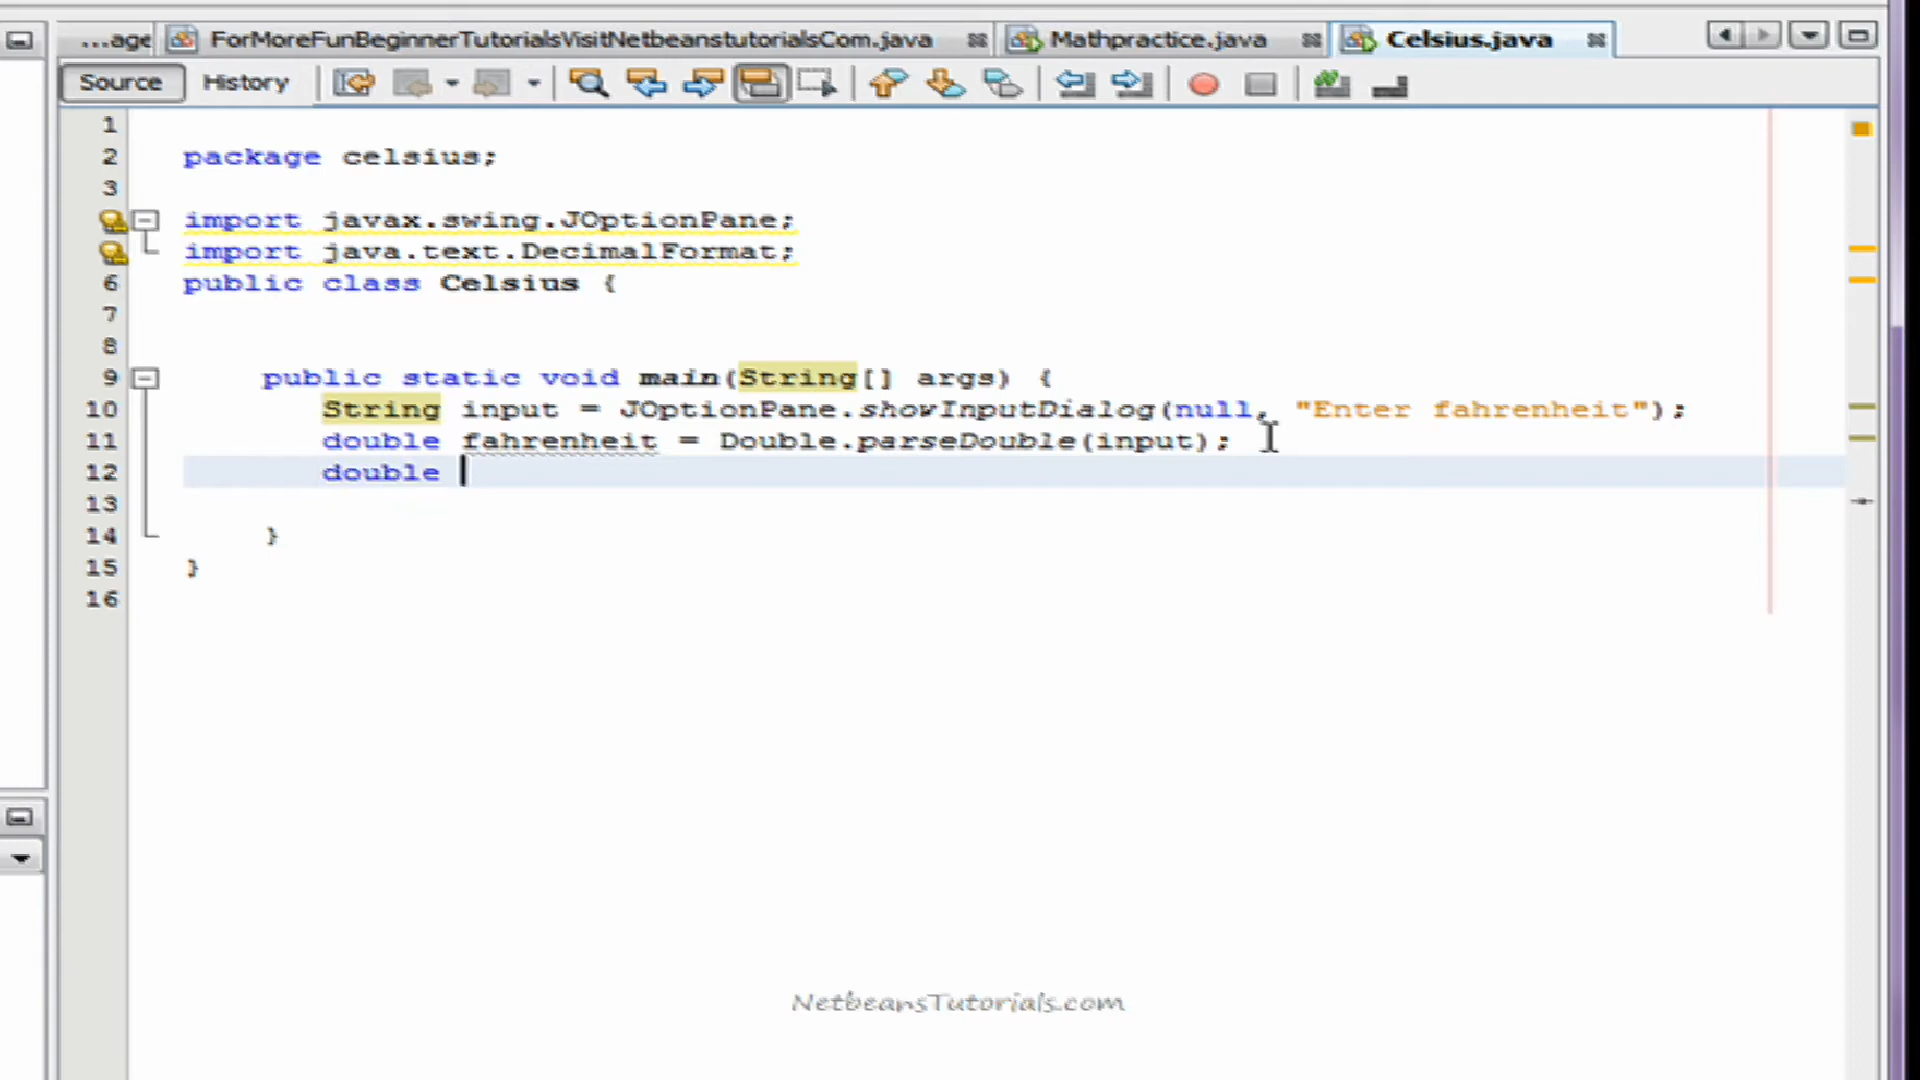 ...age ForMoreFunBeginnerTutorialsVisitNetbeanstutorialsCom.java Mathpractice.java Celsius.java
Source History
1
2 package celsius;
3
import javax.swing.JOptionPane;
import java.text.DecimalFormat;
6 public class Celsius {
7
8
9 public static void main(String[] args) {
10 String input = JOptionPane.showInputDialog(null, "Enter fahrenheit");
11 double fahrenheit = Double.parseDouble(input);
12 double
13
14 }
15 }
16
NetbeansTutorials.com